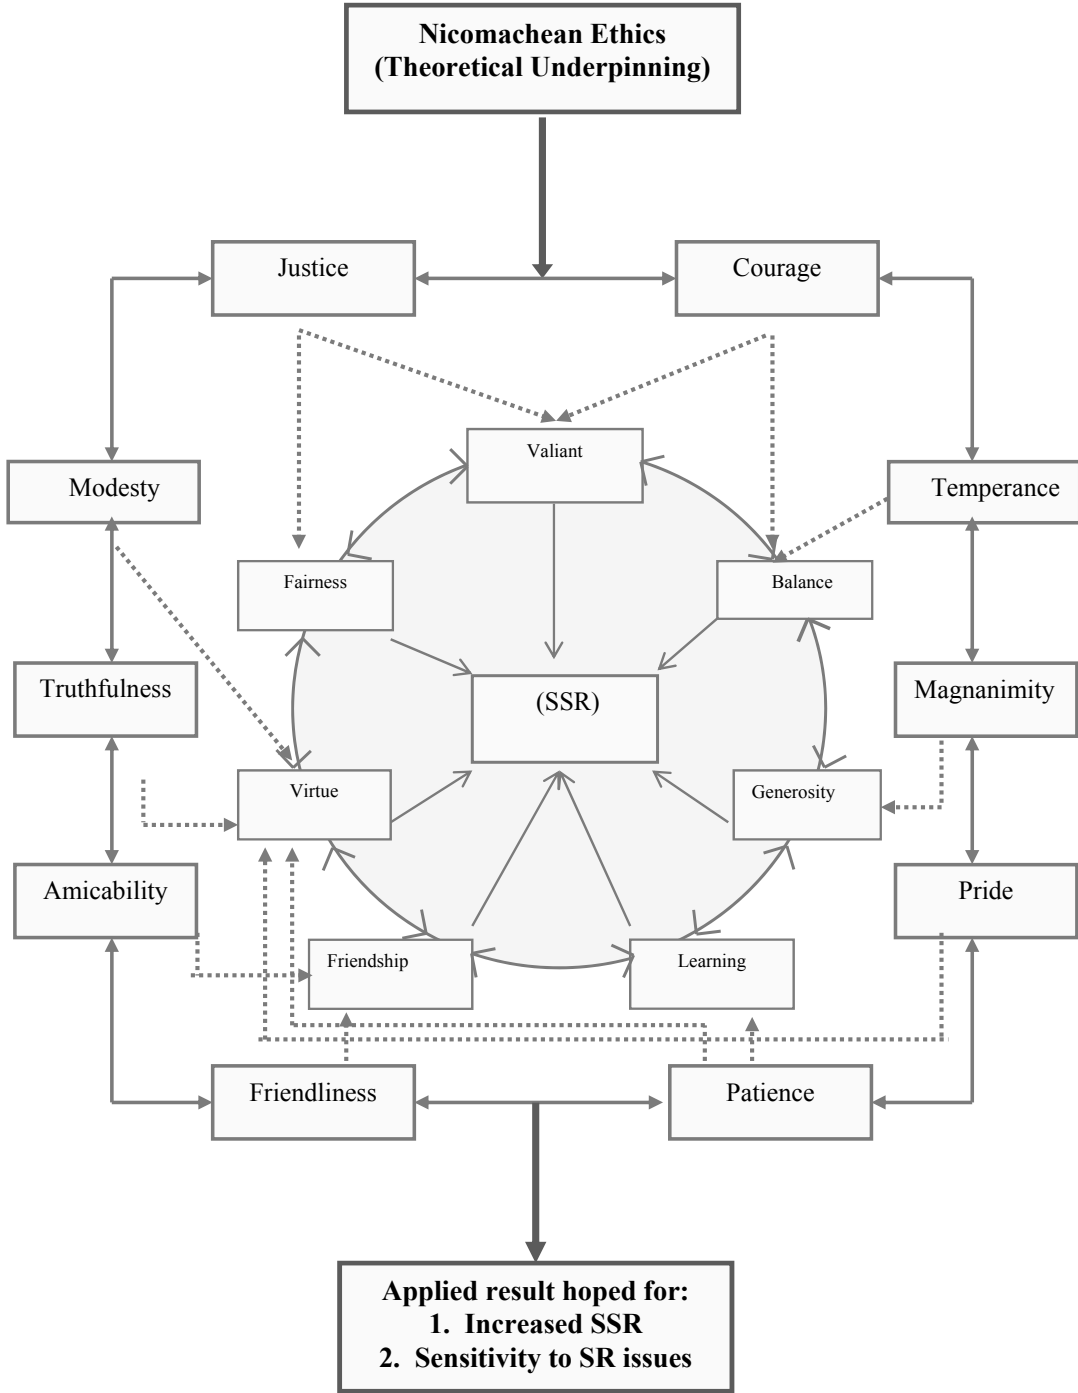 Nicomachean Ethics
(Theoretical Underpinning)
Justice
Courage
Valiant
Modesty
Temperance
Fairness
Balance
Truthfulness
(SSR)
Magnanimity
Virtue
Generosity
Amicability
Pride
Friendship
Learning
Friendliness
Patience
Applied result hoped for:
1. Increased SSR
2. Sensitivity to SR issues